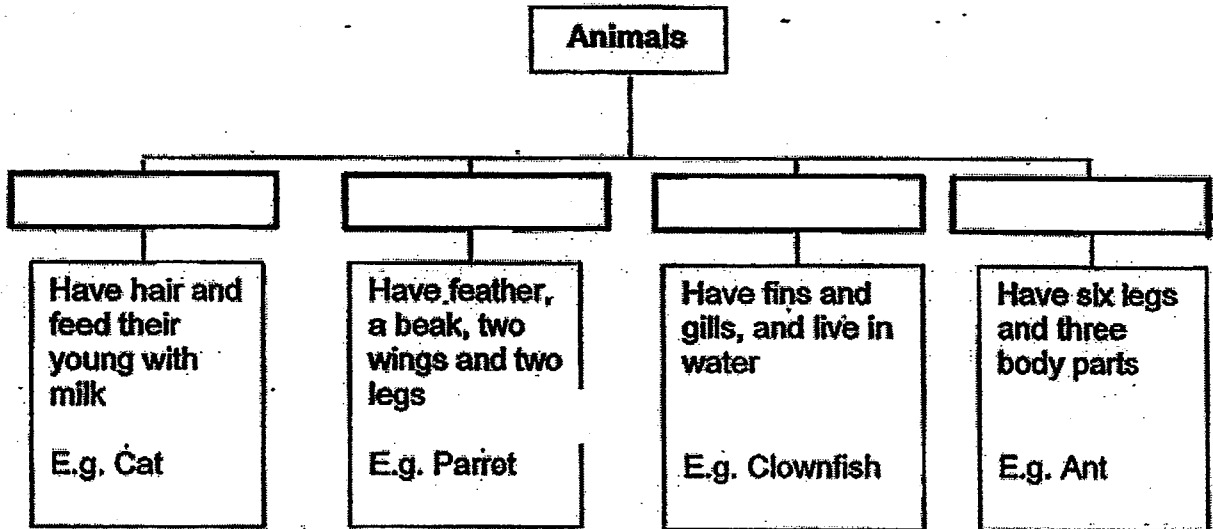 Animals
Have hair and
feed their
young with
milk
E.g. Cat
Have feather,
a beak, two
wings and two
legs
E.g. Parrot
Have fins and
gills, and live in
water
E.g. Clownfish
Have six legs
and three
body parts
E.g. Ant